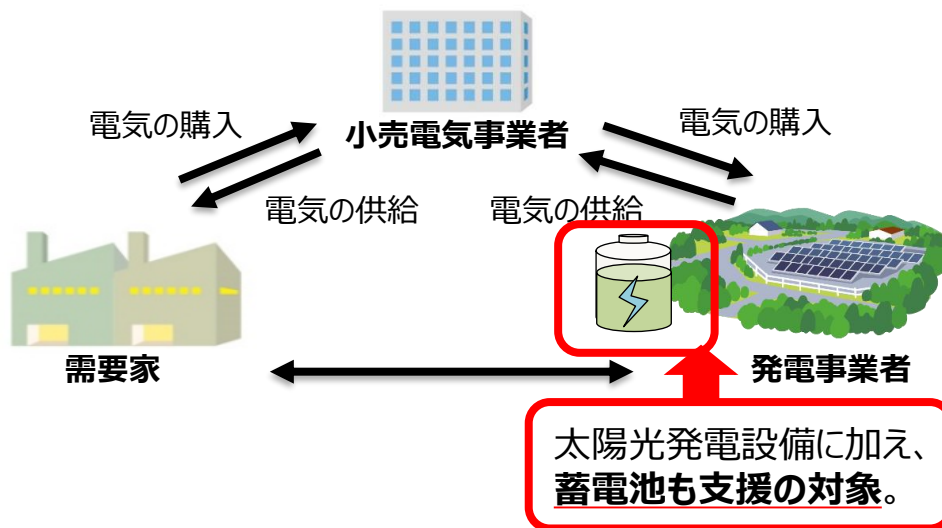 小売電気事業者
電気の購入
電気の購入
電気の供給
電気の供給
需要家
発電事業者
太陽光発電設備に加え、
蓄電池も支援の対象。